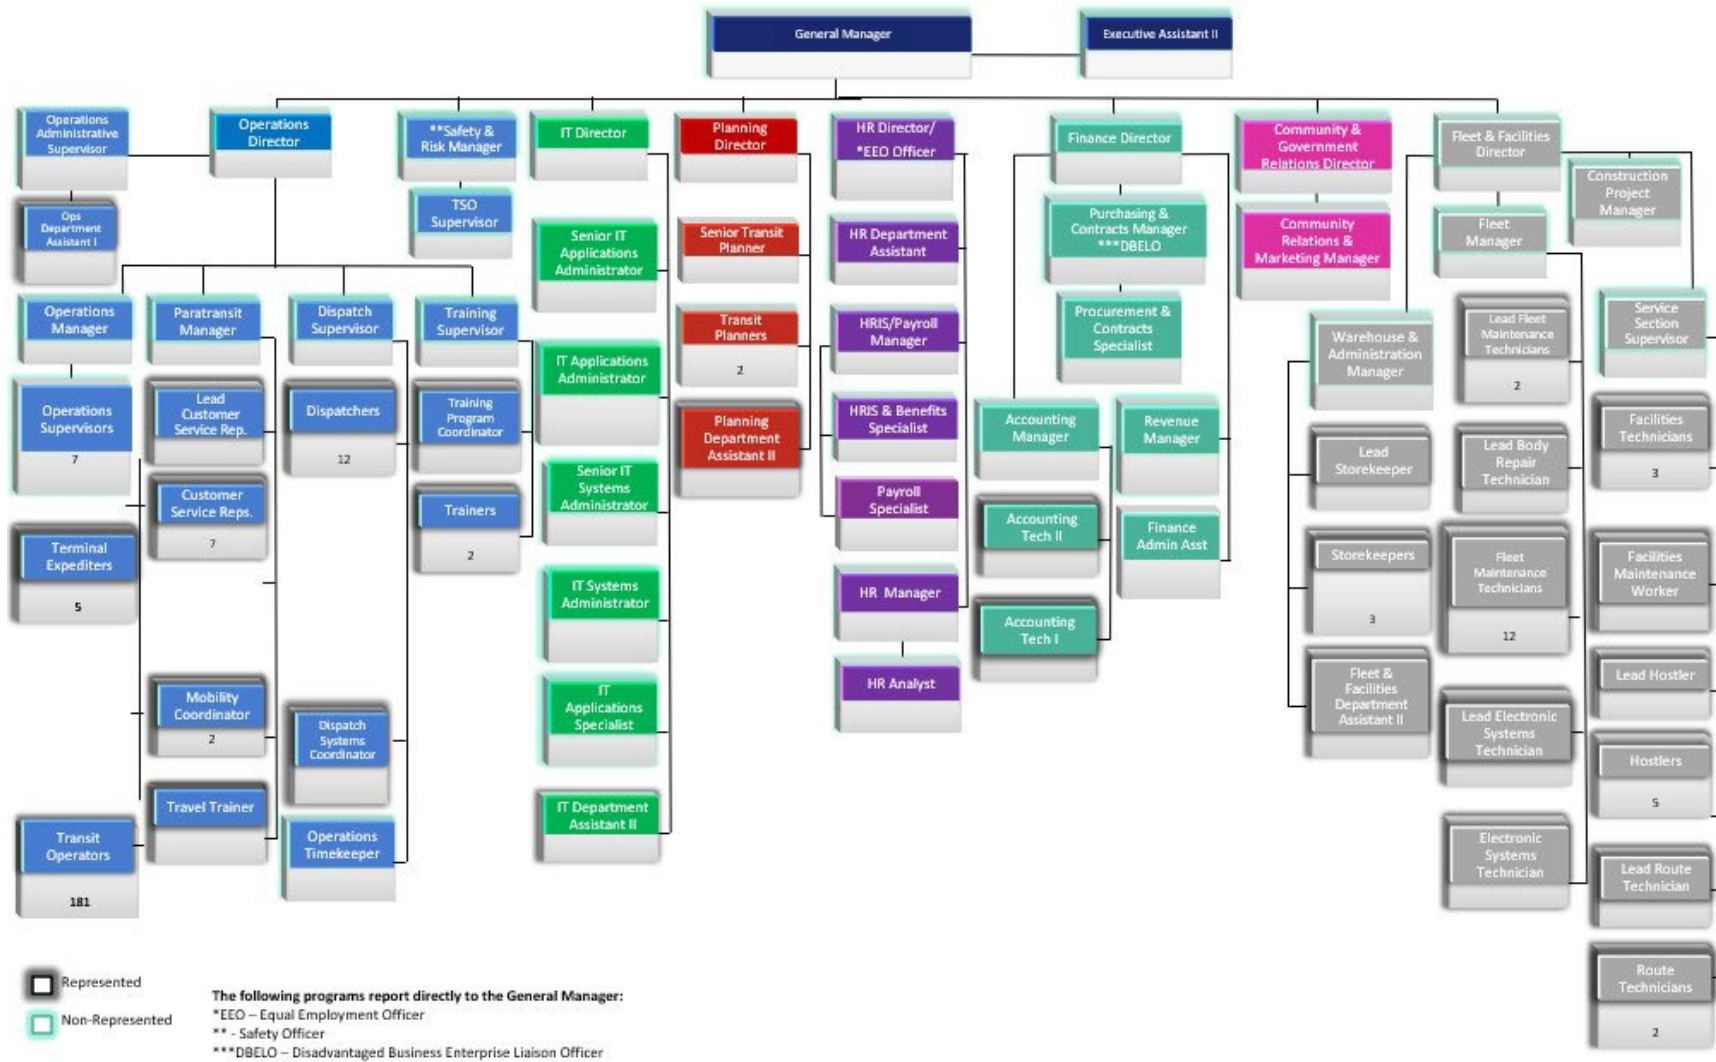 General Manager
Executive Assistant II
Operations
Administrative
Supervisor
Operations
Director
**Safety &
Risk Manager
IT Director
Planning
Director
HR Director/
*EEO Officer
Finance Director
Community &
Government
Relations Director
Fleet & Facilities
Director
Construction
Project
Manager
Ops
Department
Assistant I
TSO
Supervisor
Senior IT
Applications
Administrator
Senior Transit
Planner
HR Department
Assistant
Purchasing &
Contracts Manager
***DBELO
Community
Relations &
Marketing Manager
Fleet
Manager
Operations
Manager
Paratransit
Manager
Dispatch
Supervisor
Training
Supervisor
IT Applications
Administrator
Transit
Planners
2
HRIS/Payroll
Manager
Procurement &
Contracts
Specialist
Warehouse &
Administration
Manager
Lead Fleet
Maintenance
Technicians
2
Service
Section
Supervisor
Operations
Supervisors
7
Lead
Customer
Service Rep.
Dispatchers
12
Training
Program
Coordinator
Senior IT
Systems
Administrator
Planning
Department
Assistant II
HRIS & Benefits
Specialist
Accounting
Manager
Revenue
Manager
Lead
Storekeeper
Lead Body
Repair
Technician
Facilities
Technicians
3
Customer
Service Reps.
7
Trainers
2
Payroll
Specialist
Accounting
Tech II
Finance
Admin Asst
Terminal
Expediters
5
IT Systems
Administrator
HR Manager
Accounting
Tech I
Storekeepers
3
Fleet
Maintenance
Technicians
12
Facilities
Maintenance
Worker
Mobility
Coordinator
2
Dispatch
Systems
Coordinator
IT
Applications
Specialist
HR Analyst
Fleet &
Facilities
Department
Assistant II
Lead Electronic
Systems
Technician
Lead Hostler
Hostlers
5
Travel Trainer
Transit
Operators
181
Operations
Timekeeper
IT Department
Assistant II
Electronic
Systems
Technician
Lead Route
Technician
Route
Technicians
2
Represented
Non-Represented
The following programs report directly to the General Manager:
*EEO – Equal Employment Officer
** - Safety Officer
***DBELO – Disadvantaged Business Enterprise Liaison Officer